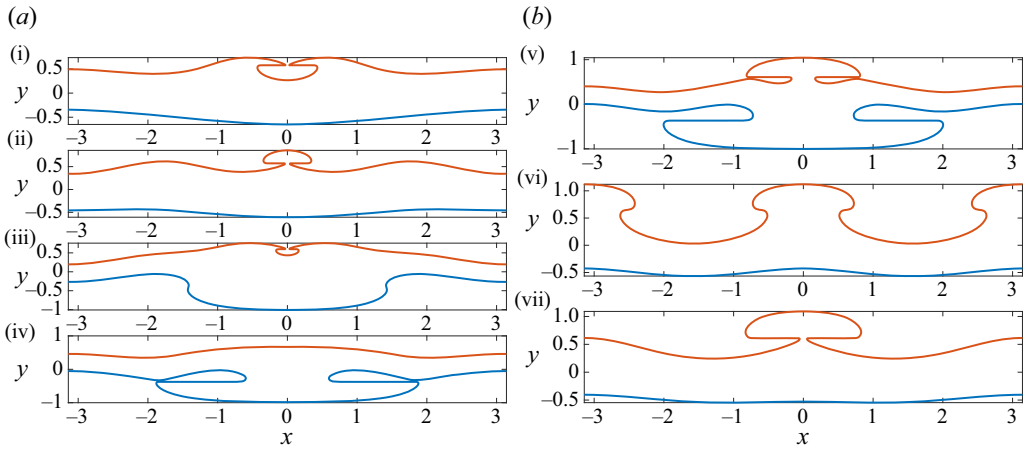 (a)
(i)
0.5
y 0
–0.5
–3 –2 –1 0 1 2 3
(ii)
0.5
y 0
–0.5
–3 –2 –1 0 1 2 3
(iii)
0.5
y 0
–0.5
–1
–3 –2 –1 0 1 2 3
(iv)
1
y 0
–1
–3 –2 –1 0 1 2 3
x
(b)
(v)
1
y 0
–1
–3 –2 –1 0 1 2 3
(vi)
1.0
y 0.5
0
–0.5
–3 –2 –1 0 1 2 3
(vii)
1.0
y 0.5
0
–0.5
–3 –2 –1 0 1 2 3
x